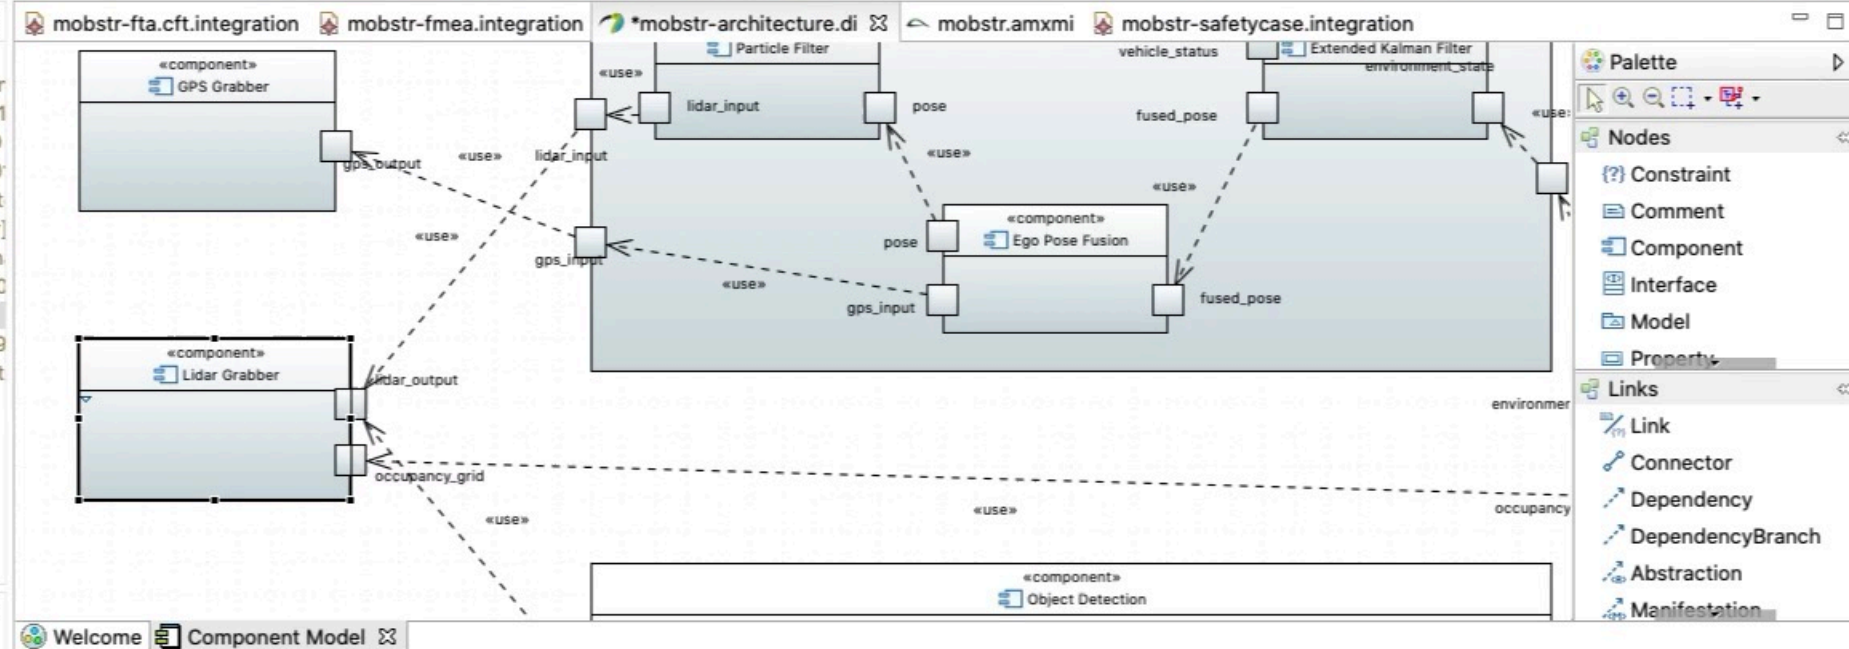 mobstr-fta.cft.integration
mobstr-fmea.integration
*mobstr-architecture.di
mobstr.amxmi
mobstr-safetycase.integration
«component»
GPS Grabber
gps_output
«use»
«use»
lidar_input
«use»
gps_input
Particle Filter
lidar_input
pose
«use»
vehicle_status
Extended Kalman Filter
environment_state
fused_pose
«use»
«use»
«component»
Ego Pose Fusion
pose
gps_input
fused_pose
«use»
«component»
Lidar Grabber
lidar_output
occupancy_grid
«use»
«use»
environmer
occupancy
«component»
Object Detection
Palette
Nodes
Constraint
Comment
Component
Interface
Model
Property
Links
Link
Connector
Dependency
DependencyBranch
Abstraction
Manifestation
Welcome
Component Model